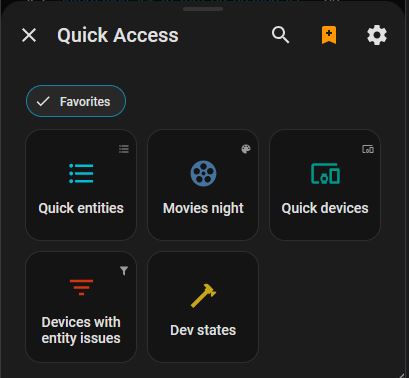 Quick Access
Favorites
Quick entities
Movies night
Quick devices
Devices with
entity issues
Dev states